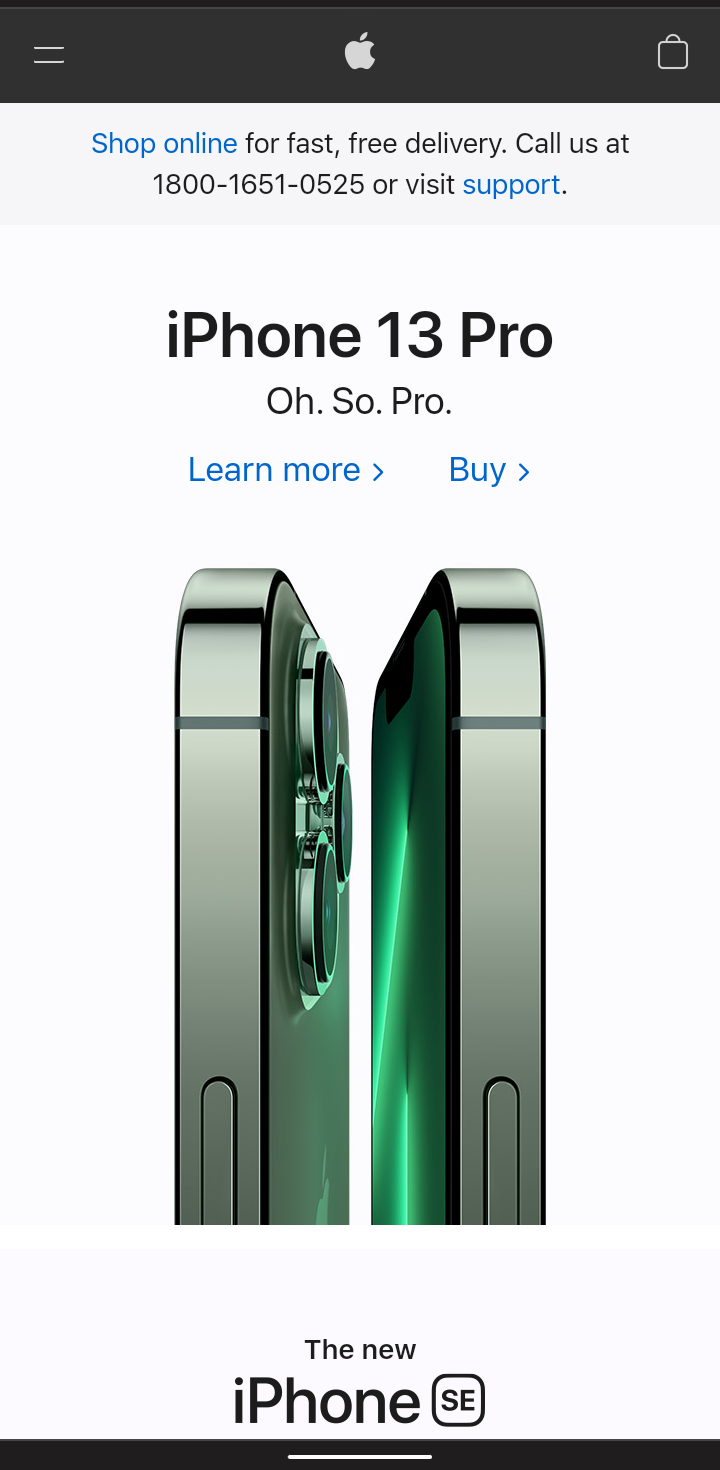 Shop online for fast, free delivery. Call us at
1800-1651-0525 or visit support.
iPhone 13 Pro
Oh. So. Pro.
Learn more > Buy >
The new
iPhone SE